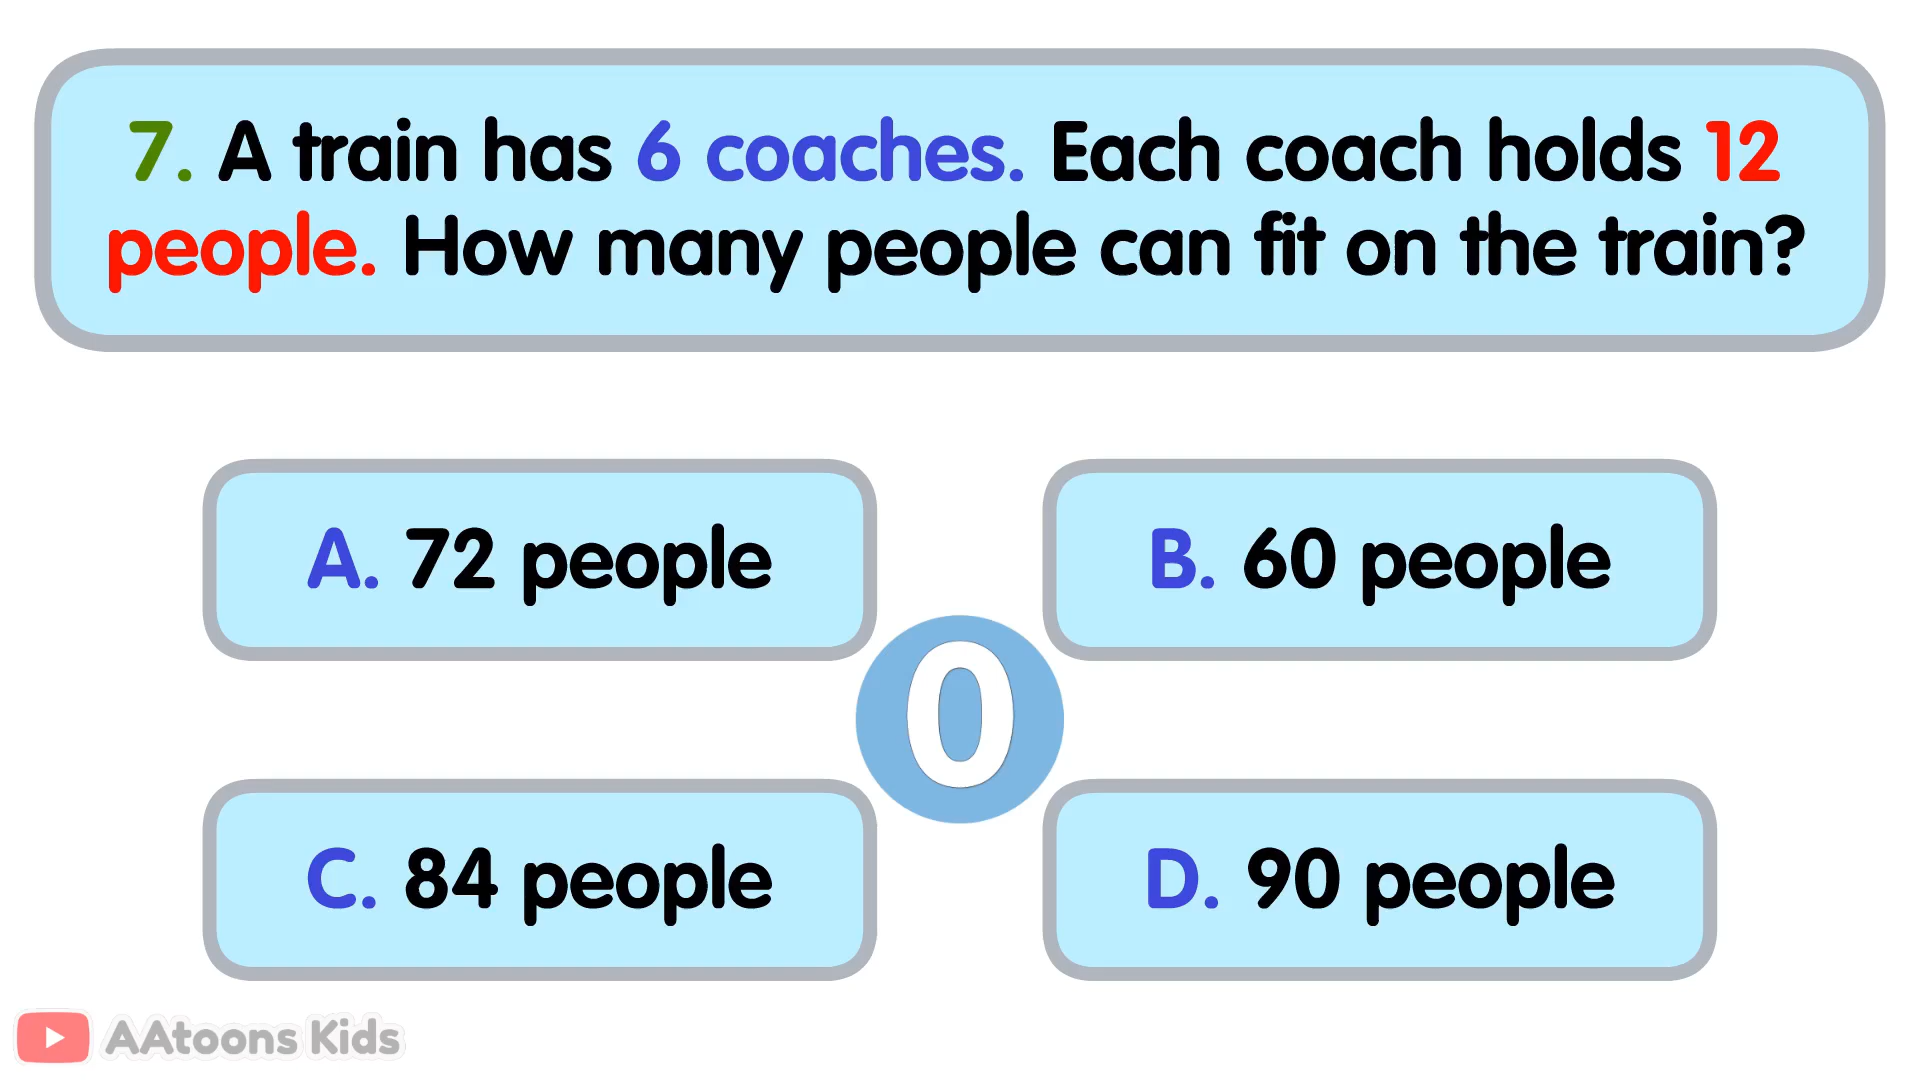 7. A train has 6 coaches. Each coach holds 12
people. How many people can fit on the train?
A. 72 people
B. 60 people
0
C. 84 people
D. 90 people
AAtoons Kids